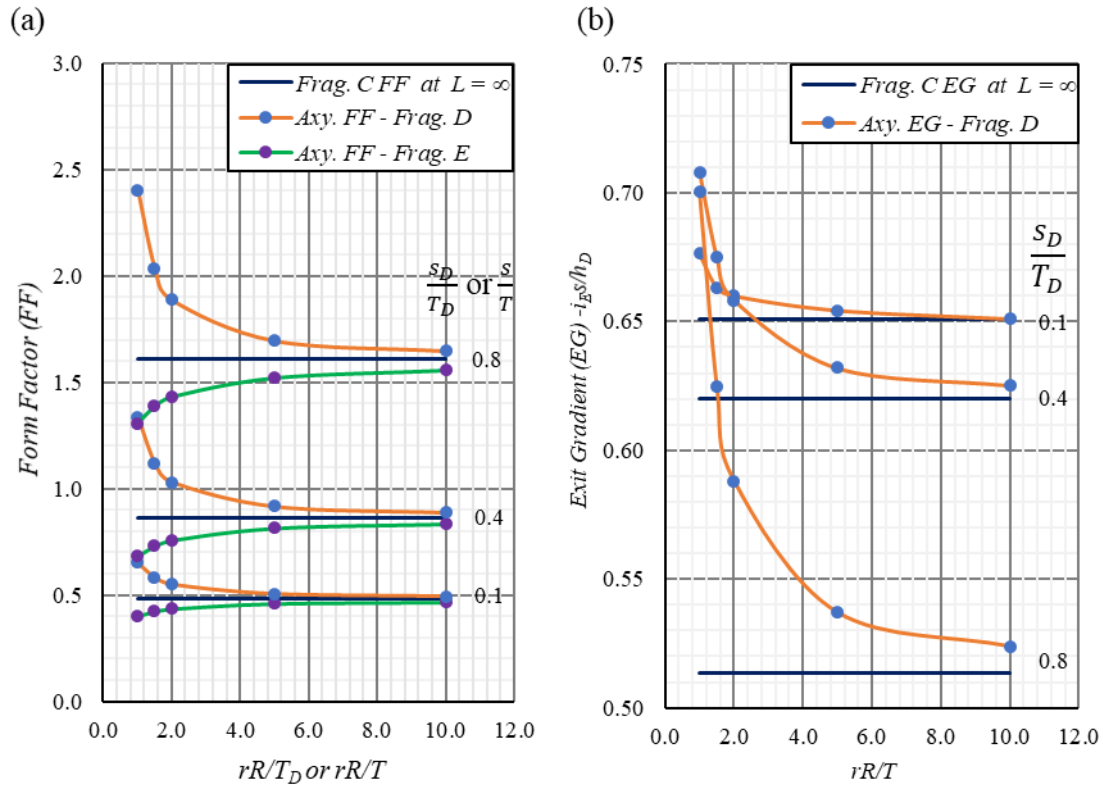 (a)
3.0
2.5
2.0
1.5
1.0
0.5
0.0
Form Factor (FF)
Frag. C FF at L = ∞
Axy. FF - Frag. D
Axy. FF - Frag. E
s_D/T_D or s/T
0.8
0.4
0.1
0.0 2.0 4.0 6.0 8.0 10.0 12.0
rR/T_D or rR/T
(b)
0.75
0.70
0.65
0.60
0.55
0.50
Exit Gradient (EG) -i_E s/h_D
Frag. C EG at L = ∞
Axy. EG - Frag. D
s_D/T_D
0.1
0.4
0.8
0.0 2.0 4.0 6.0 8.0 10.0 12.0
rR/T